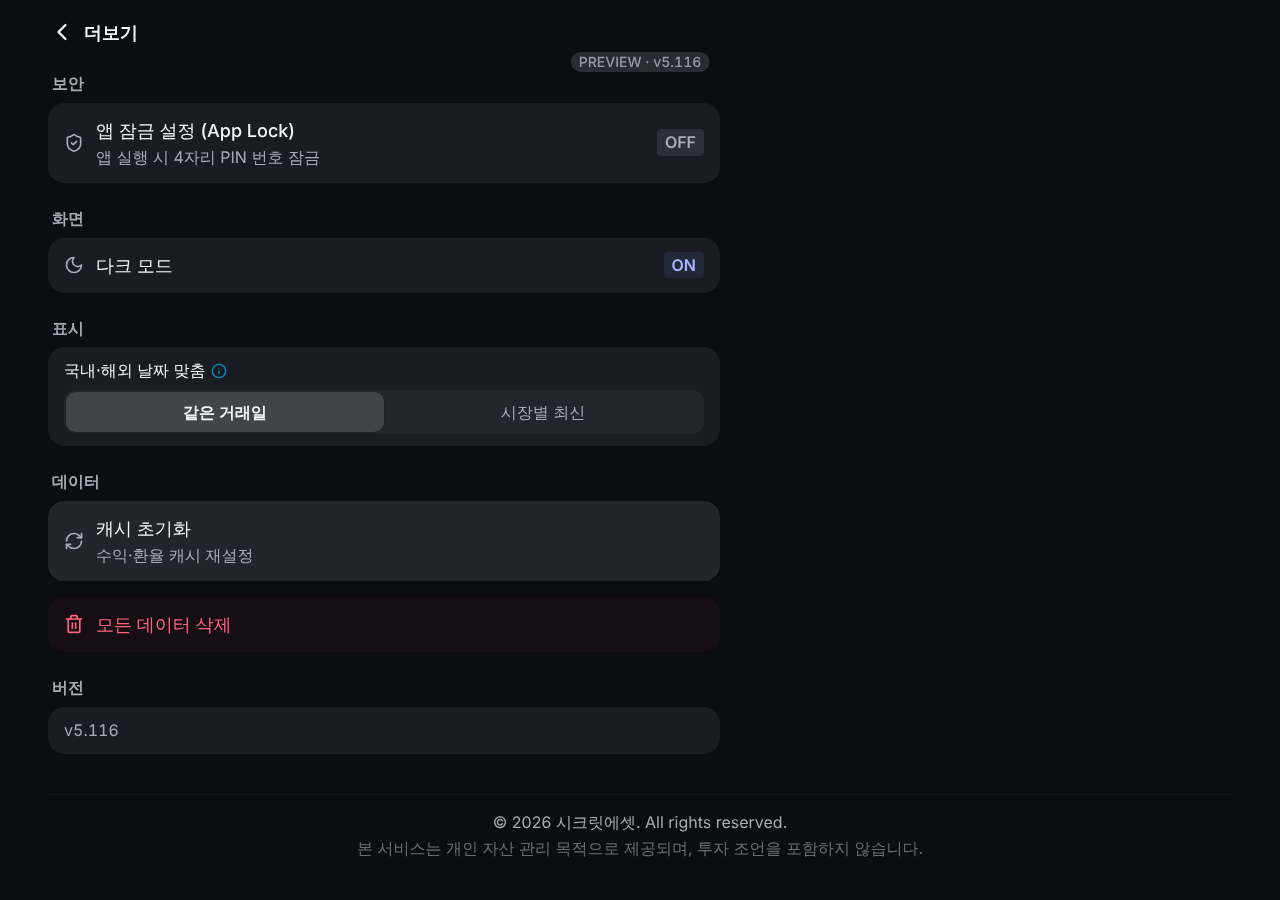 더보기
PREVIEW · v5.116
보안
앱 잠금 설정 (App Lock)
앱 실행 시 4자리 PIN 번호 잠금
OFF
화면
다크 모드
ON
표시
국내·해외 날짜 맞춤
같은 거래일
시장별 최신
데이터
캐시 초기화
수익·환율 캐시 재설정
모든 데이터 삭제
버전
v5.116
© 2026 시크릿에셋. All rights reserved.
본 서비스는 개인 자산 관리 목적으로 제공되며, 투자 조언을 포함하지 않습니다.